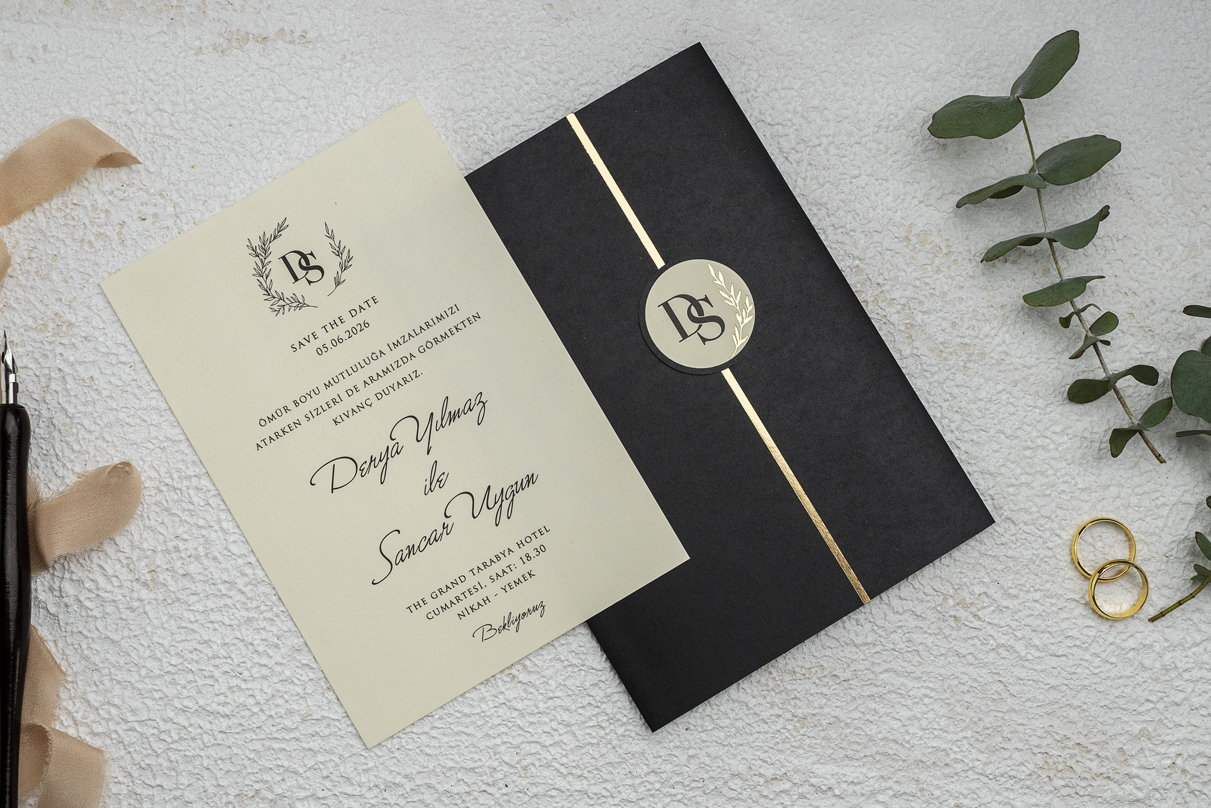 DS
SAVE THE DATE
05.06.2026
ÖMÜR BOYU MUTLULUĞA İMZALARIMIZI
ATARKEN SİZLERİ DE ARAMIZDA GÖRMEKTEN
KIVANÇ DUYARIZ.
Derya Yılmaz
ile
Sancar Uygun
THE GRAND TARABYA HOTEL
CUMARTESİ, SAAT: 18.30
NİKAH - YEMEK
Bekliyoruz
DS